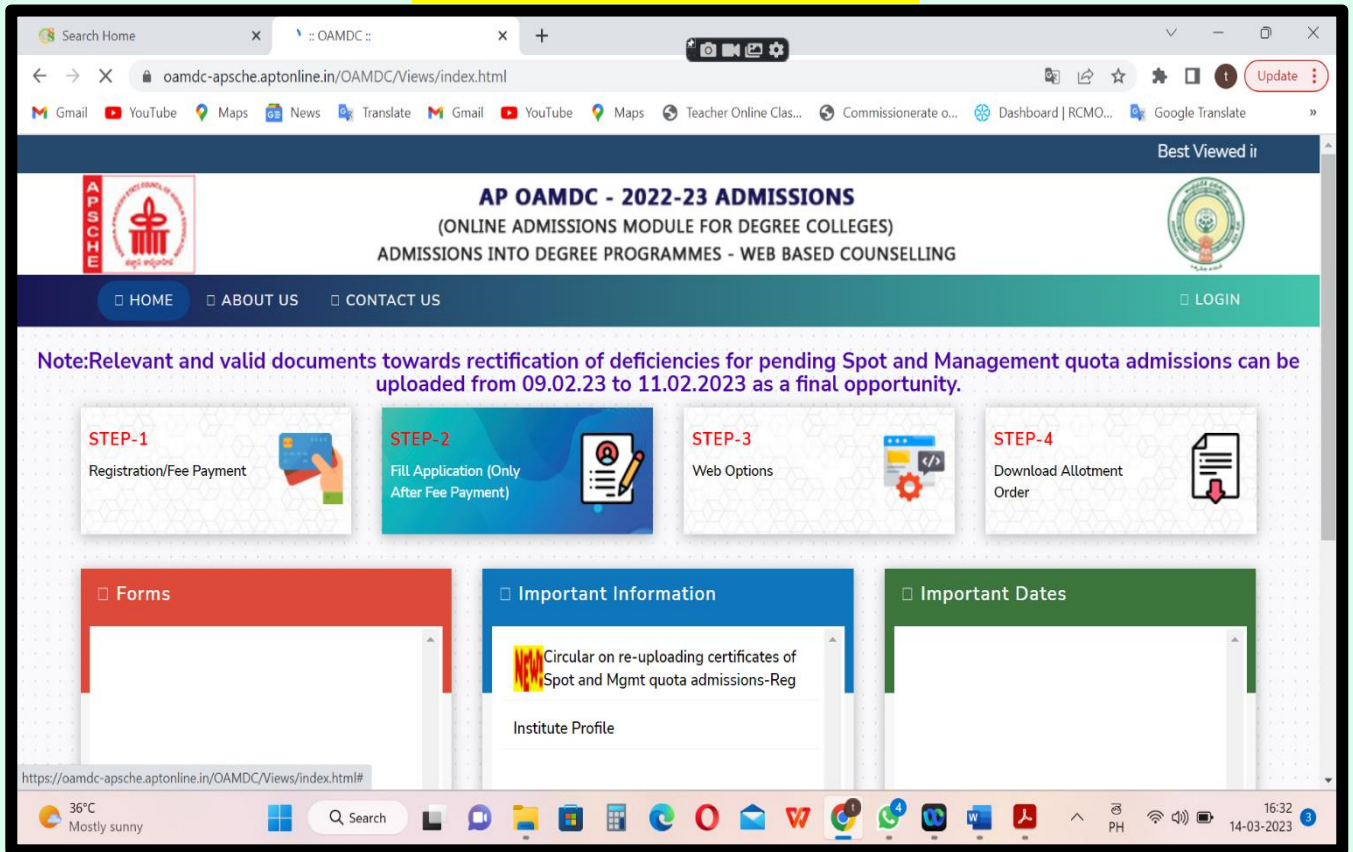 Search Home
:: OAMDC ::
oamdc-apsche.aptonline.in/OAMDC/Views/index.html
t
Update
Gmail YouTube Maps News Translate Gmail YouTube Maps Teacher Online Clas... Commissionerate o... Dashboard | RCMO... Google Translate »
Best Viewed i
APSCHE
AP OAMDC - 2022-23 ADMISSIONS
(ONLINE ADMISSIONS MODULE FOR DEGREE COLLEGES)
ADMISSIONS INTO DEGREE PROGRAMMES - WEB BASED COUNSELLING
HOME ABOUT US CONTACT US LOGIN
Note:Relevant and valid documents towards rectification of deficiencies for pending Spot and Management quota admissions can be
uploaded from 09.02.23 to 11.02.2023 as a final opportunity.
STEP-1
Registration/Fee Payment
STEP-2
Fill Application (Only
After Fee Payment)
STEP-3
Web Options
STEP-4
Download Allotment
Order
Forms
Important Information
NEW! Circular on re-uploading certificates of
Spot and Mgmt quota admissions-Reg
Institute Profile
Important Dates
https://oamdc-apsche.aptonline.in/OAMDC/Views/index.html#
36°C
Mostly sunny
Search
1
4
తె
PH
16:32
14-03-2023
3